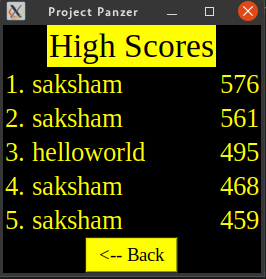 Project Panzer
High Scores
1. saksham 576
2. saksham 561
3. helloworld 495
4. saksham 468
5. saksham 459
<-- Back